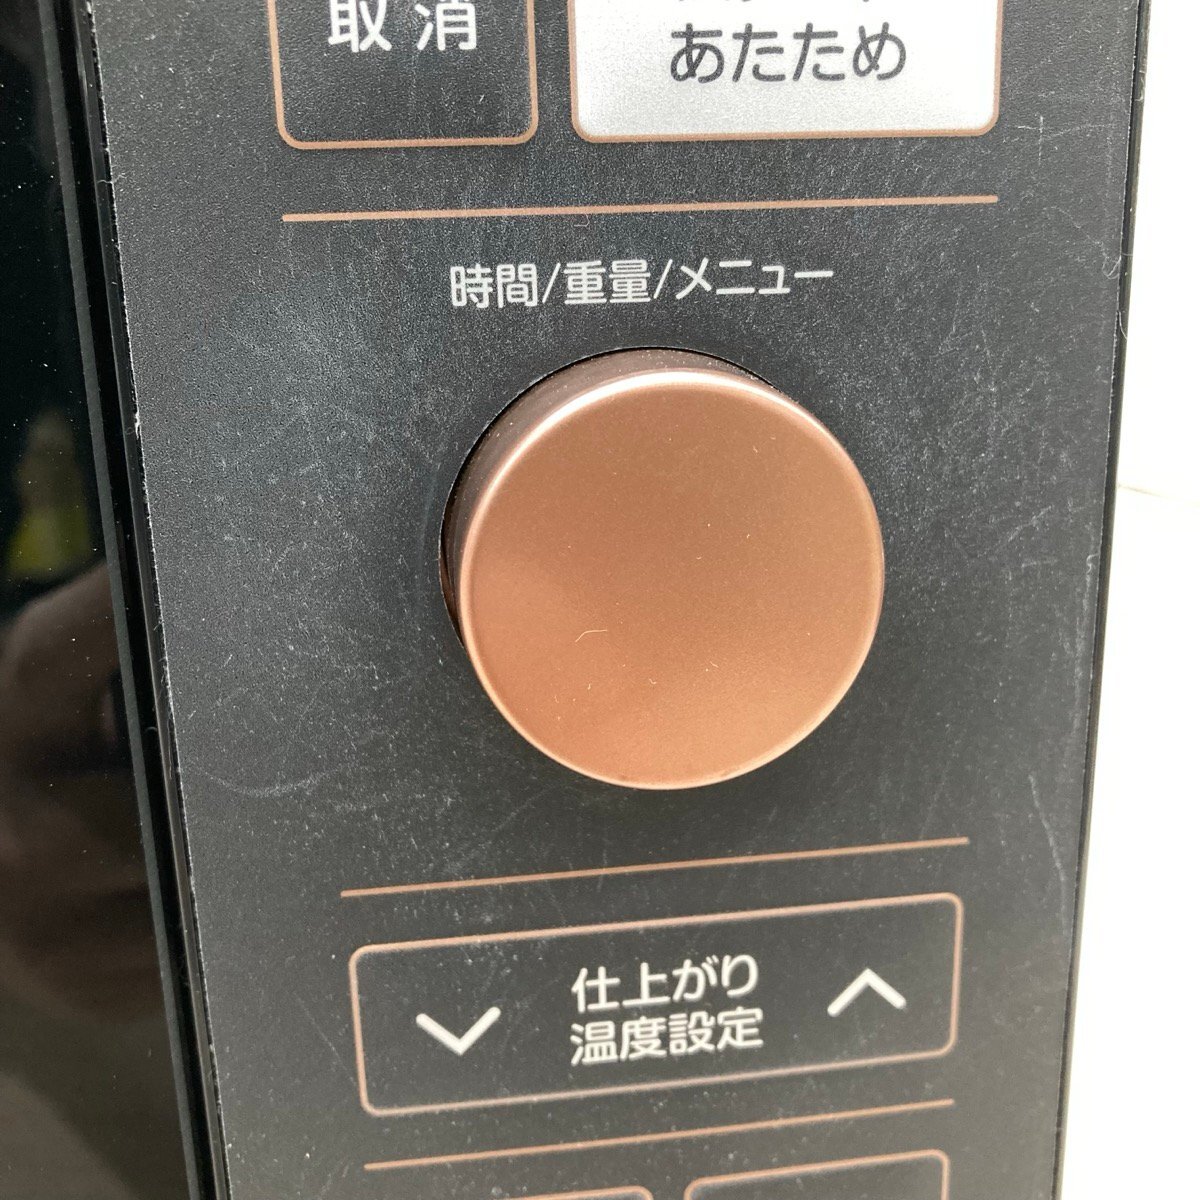 取消
あたため
時間/重量/メニュー
仕上がり
温度設定